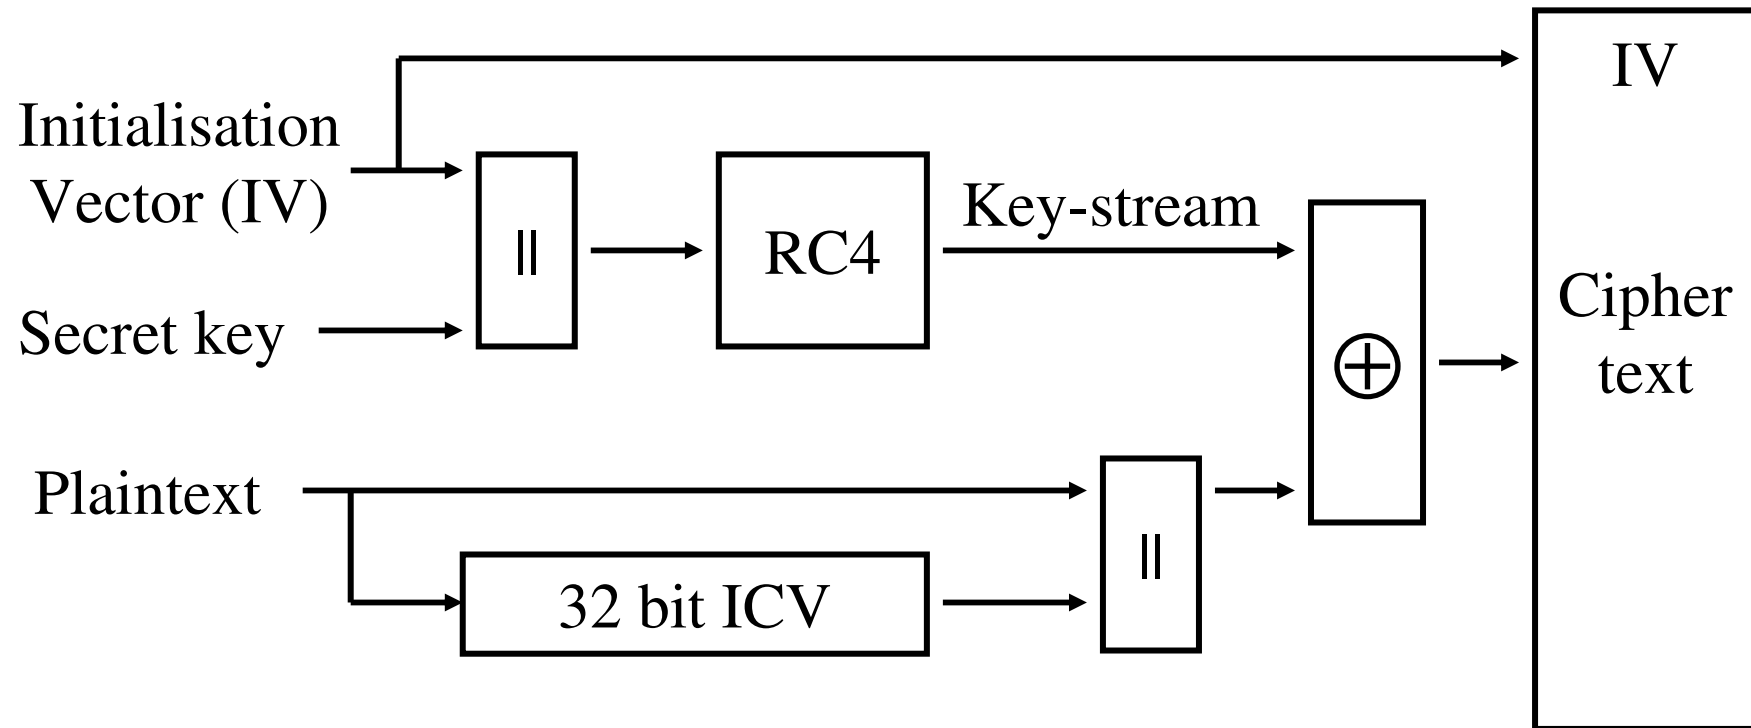 IV
Initialisation
Vector (IV)
||
RC4
Key-stream
Secret key
Cipher
text
⊕
Plaintext
||
32 bit ICV